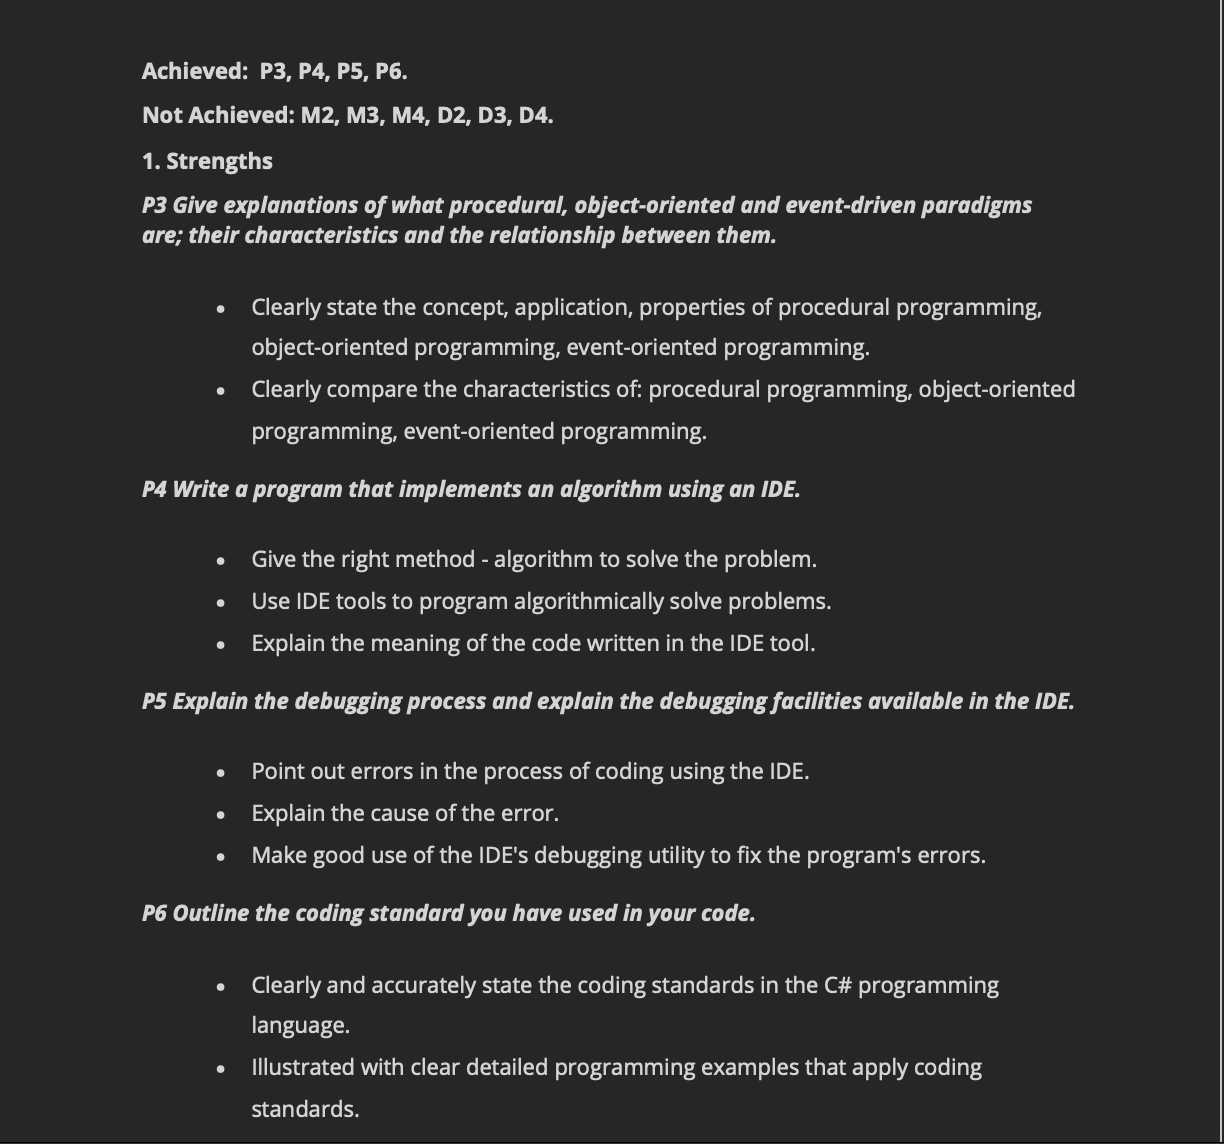 Achieved:  P3, P4, P5, P6.
Not Achieved: M2, M3, M4, D2, D3, D4.
1. Strengths
P3 Give explanations of what procedural, object-oriented and event-driven paradigms
are; their characteristics and the relationship between them.
• Clearly state the concept, application, properties of procedural programming,
object-oriented programming, event-oriented programming.
• Clearly compare the characteristics of: procedural programming, object-oriented
programming, event-oriented programming.
P4 Write a program that implements an algorithm using an IDE.
• Give the right method - algorithm to solve the problem.
• Use IDE tools to program algorithmically solve problems.
• Explain the meaning of the code written in the IDE tool.
P5 Explain the debugging process and explain the debugging facilities available in the IDE.
• Point out errors in the process of coding using the IDE.
• Explain the cause of the error.
• Make good use of the IDE's debugging utility to fix the program's errors.
P6 Outline the coding standard you have used in your code.
• Clearly and accurately state the coding standards in the C# programming
language.
• Illustrated with clear detailed programming examples that apply coding
standards.